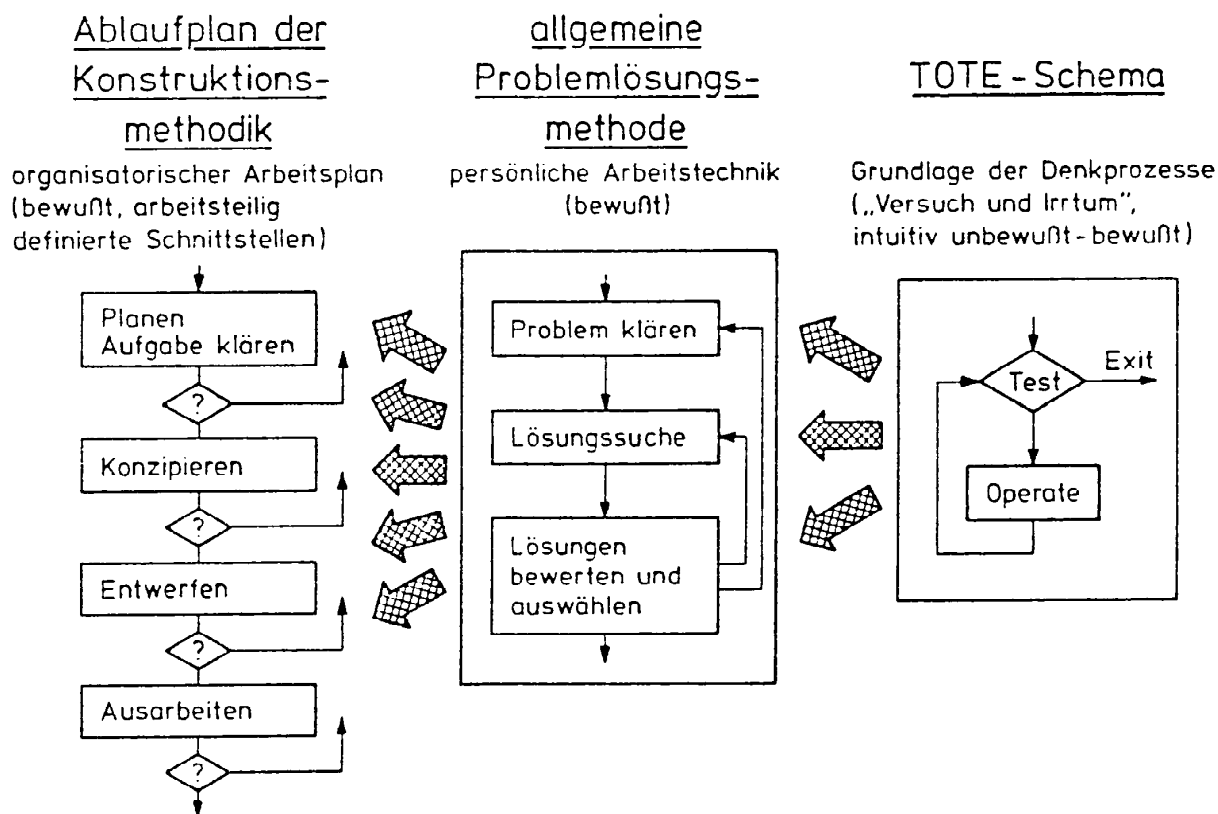 Ablaufplan der
Konstruktions-
methodik
organisatorischer Arbeitsplan
(bewußt, arbeitsteilig
definierte Schnittstellen)
Planen
Aufgabe klären
?
Konzipieren
?
Entwerfen
?
Ausarbeiten
?
allgemeine
Problemlösungs-
methode
persönliche Arbeitstechnik
(bewußt)
Problem klären
Lösungssuche
Lösungen
bewerten und
auswählen
TOTE-Schema
Grundlage der Denkprozesse
(„Versuch und Irrtum",
intuitiv unbewußt-bewußt)
Test
Exit
Operate